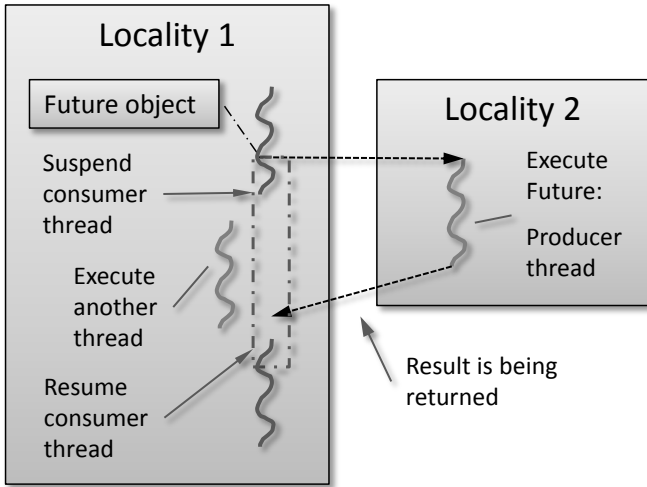 Locality 1
Future object
Suspend
consumer
thread
Execute
another
thread
Resume
consumer
thread
Locality 2
Execute
Future:
Producer
thread
Result is being
returned